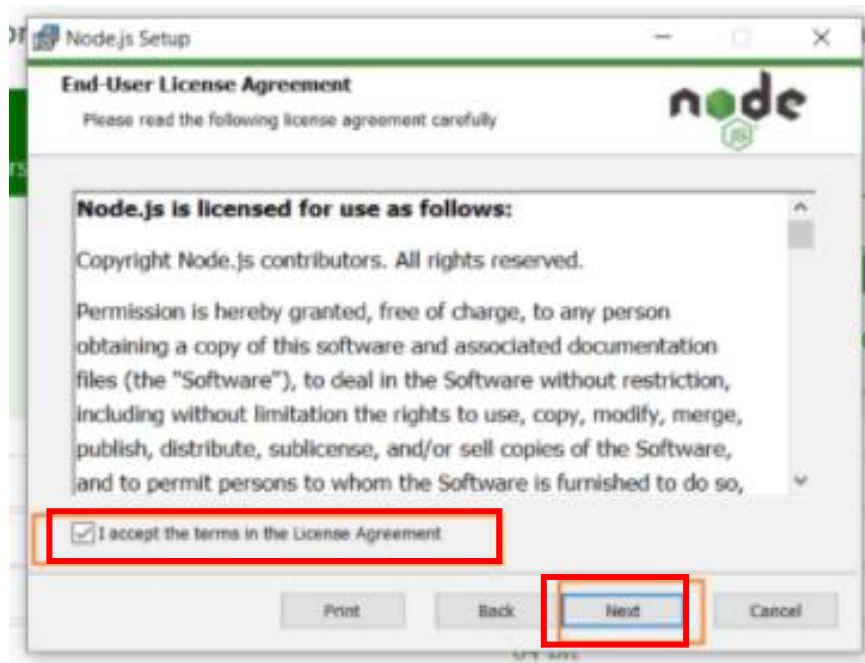 Node.js Setup
End-User License Agreement
Please read the following license agreement carefully
node
JS
Node.js is licensed for use as follows:
Copyright Node.js contributors. All rights reserved.
Permission is hereby granted, free of charge, to any person
obtaining a copy of this software and associated documentation
files (the "Software"), to deal in the Software without restriction,
including without limitation the rights to use, copy, modify, merge,
publish, distribute, sublicense, and/or sell copies of the Software,
and to permit persons to whom the Software is furnished to do so,
I accept the terms in the License Agreement
Print Back Next Cancel